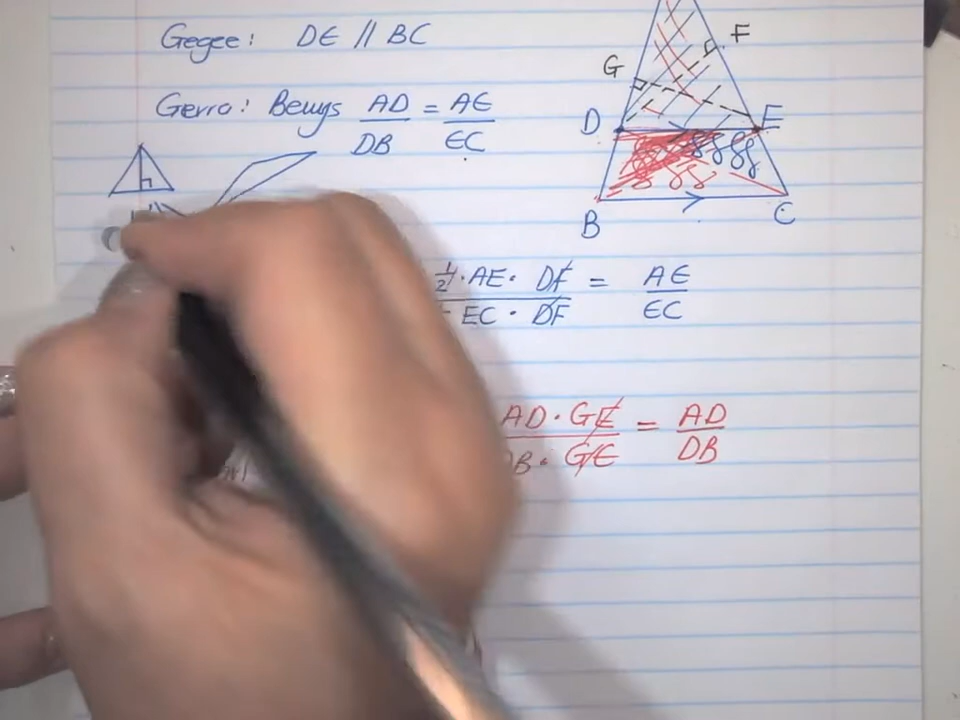 Gegee: DE // BC
Gevra: Bewys AD/DB = AE/EC
F
G
D
E
B
C
½ · AE · DF = AE
EC · DF EC
AD · GE = AD
DB · GE DB